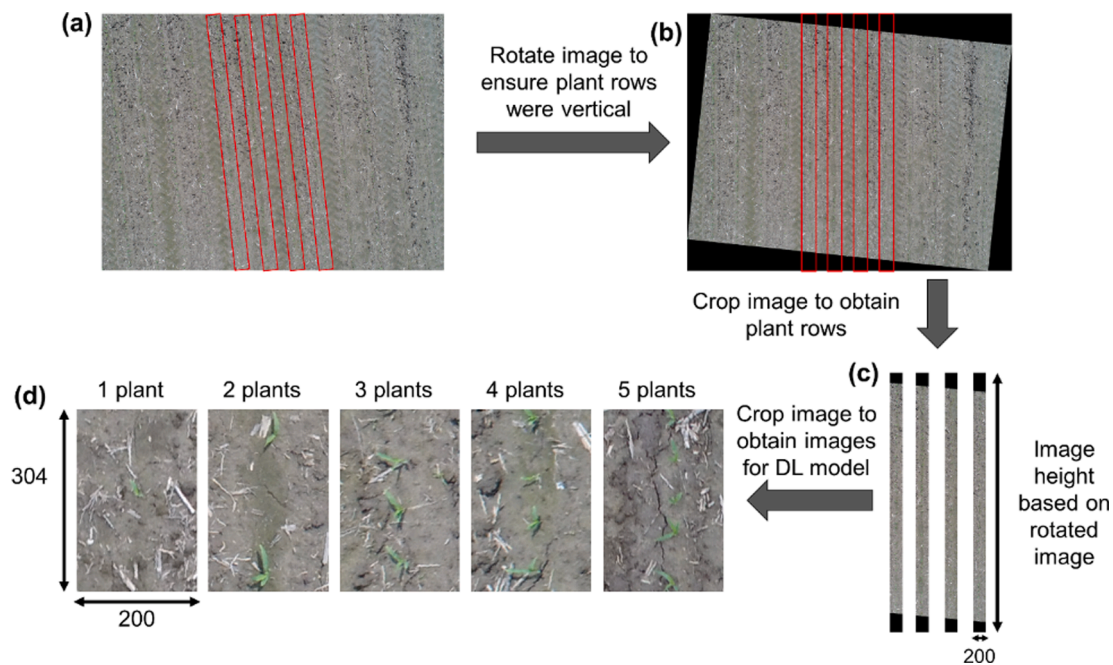 (a)
Rotate image to
ensure plant rows
were vertical
(b)
Crop image to obtain
plant rows
(c)
Image
height
based on
rotated
image
200
Crop image to
obtain images
for DL model
(d)
1 plant
2 plants
3 plants
4 plants
5 plants
304
200